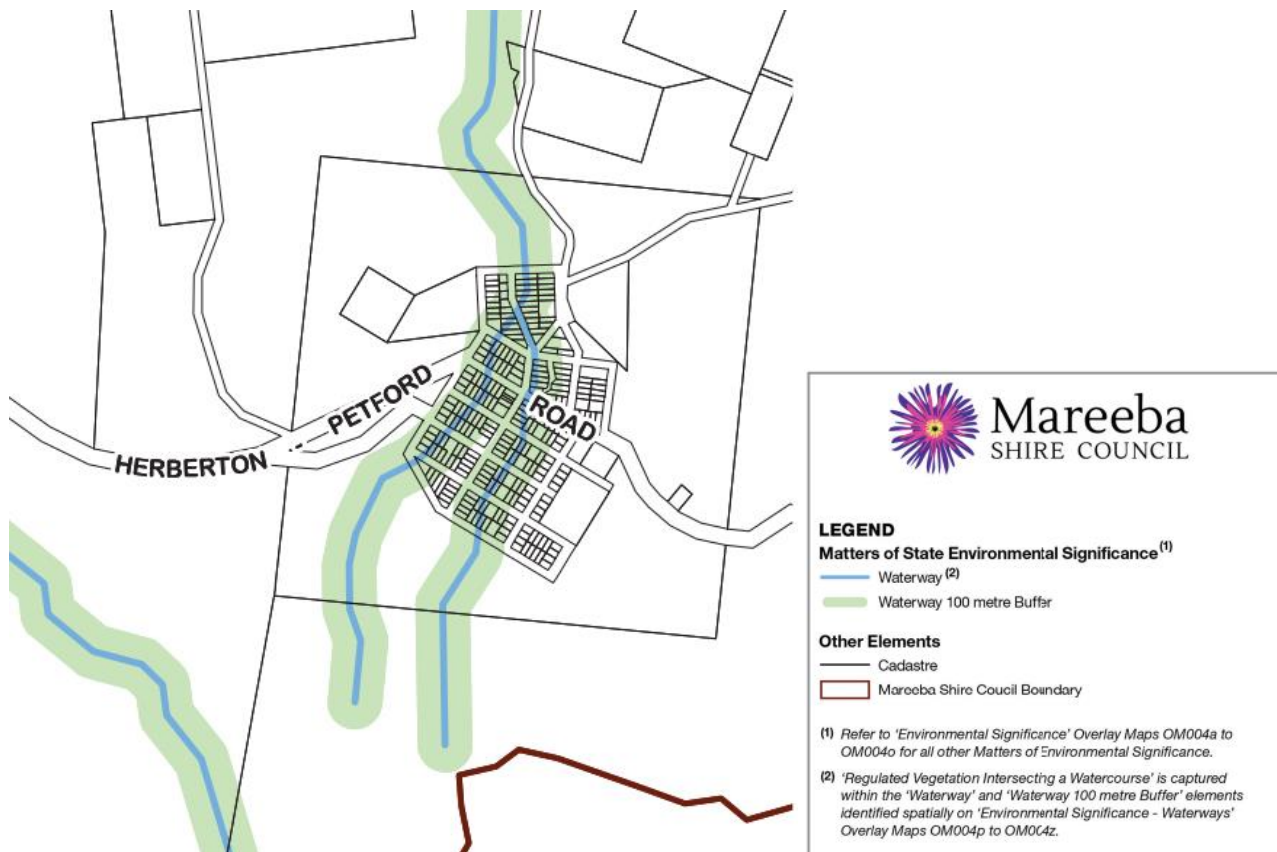 HERBERTON - PETFORD ROAD
Mareeba
SHIRE COUNCIL
LEGEND
Matters of State Environmental Significance (1)
Waterway (2)
Waterway 100 metre Buffer
Other Elements
Cadastre
Mareeba Shire Coucil Boundary
(1) Refer to 'Environmental Significance' Overlay Maps OM004a to
OM004o for all other Matters of Environmental Significance.
(2) 'Regulated Vegetation Intersecting a Watercourse' is captured
within the 'Waterway' and 'Waterway 100 metre Buffer' elements
identified spatially on 'Environmental Significance - Waterways'
Overlay Maps OM004p to OM004z.